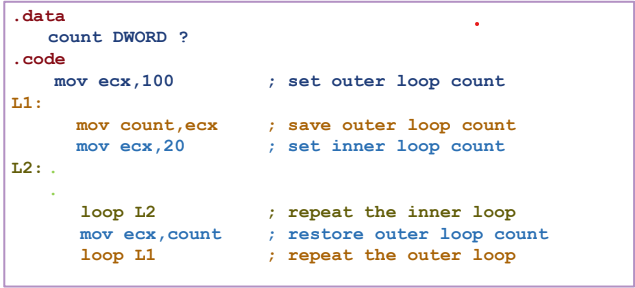 .data
count DWORD ?
.code
mov ecx,100 ; set outer loop count
L1:
mov count,ecx ; save outer loop count
mov ecx,20 ; set inner loop count
L2: .
.
loop L2 ; repeat the inner loop
mov ecx,count ; restore outer loop count
loop L1 ; repeat the outer loop